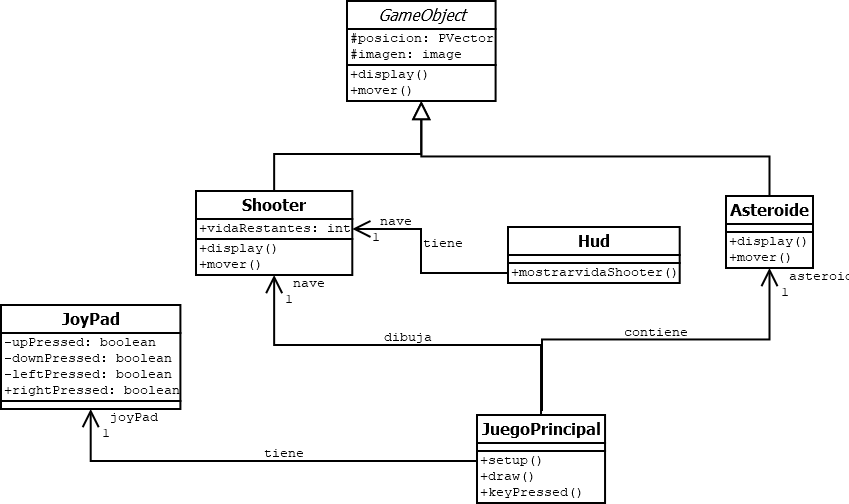 GameObject
#posicion: PVector
#imagen: image
+display()
+mover()
Shooter
+vidaRestantes: int
+display()
+mover()
nave
1
tiene
Hud
+mostrarvidaShooter()
Asteroide
+display()
+mover()
asteroid
1
nave
1
JoyPad
-upPressed: boolean
-downPressed: boolean
-leftPressed: boolean
+rightPressed: boolean
joyPad
1
dibuja
contiene
tiene
JuegoPrincipal
+setup()
+draw()
+keyPressed()